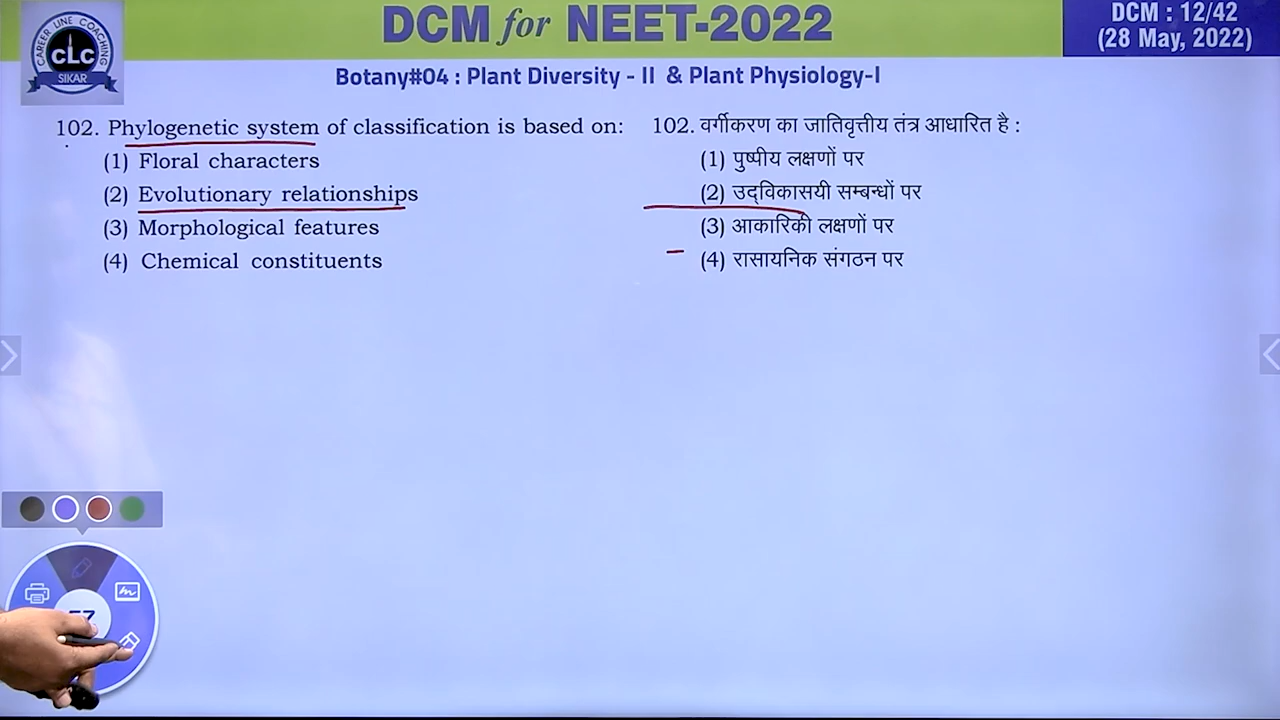 DCM for NEET-2022
DCM : 12/42
(28 May, 2022)
CAREER LINE COACHING
CLC
SIKAR
Botany#04 : Plant Diversity - II & Plant Physiology-I
102. Phylogenetic system of classification is based on:
(1) Floral characters
(2) Evolutionary relationships
(3) Morphological features
(4) Chemical constituents
102. वर्गीकरण का जातिवृत्तीय तंत्र आधारित है :
(1) पुष्पीय लक्षणों पर
(2) उद्‌विकासयी सम्बन्धों पर
(3) आकारिकी लक्षणों पर
(4) रासायनिक संगठन पर